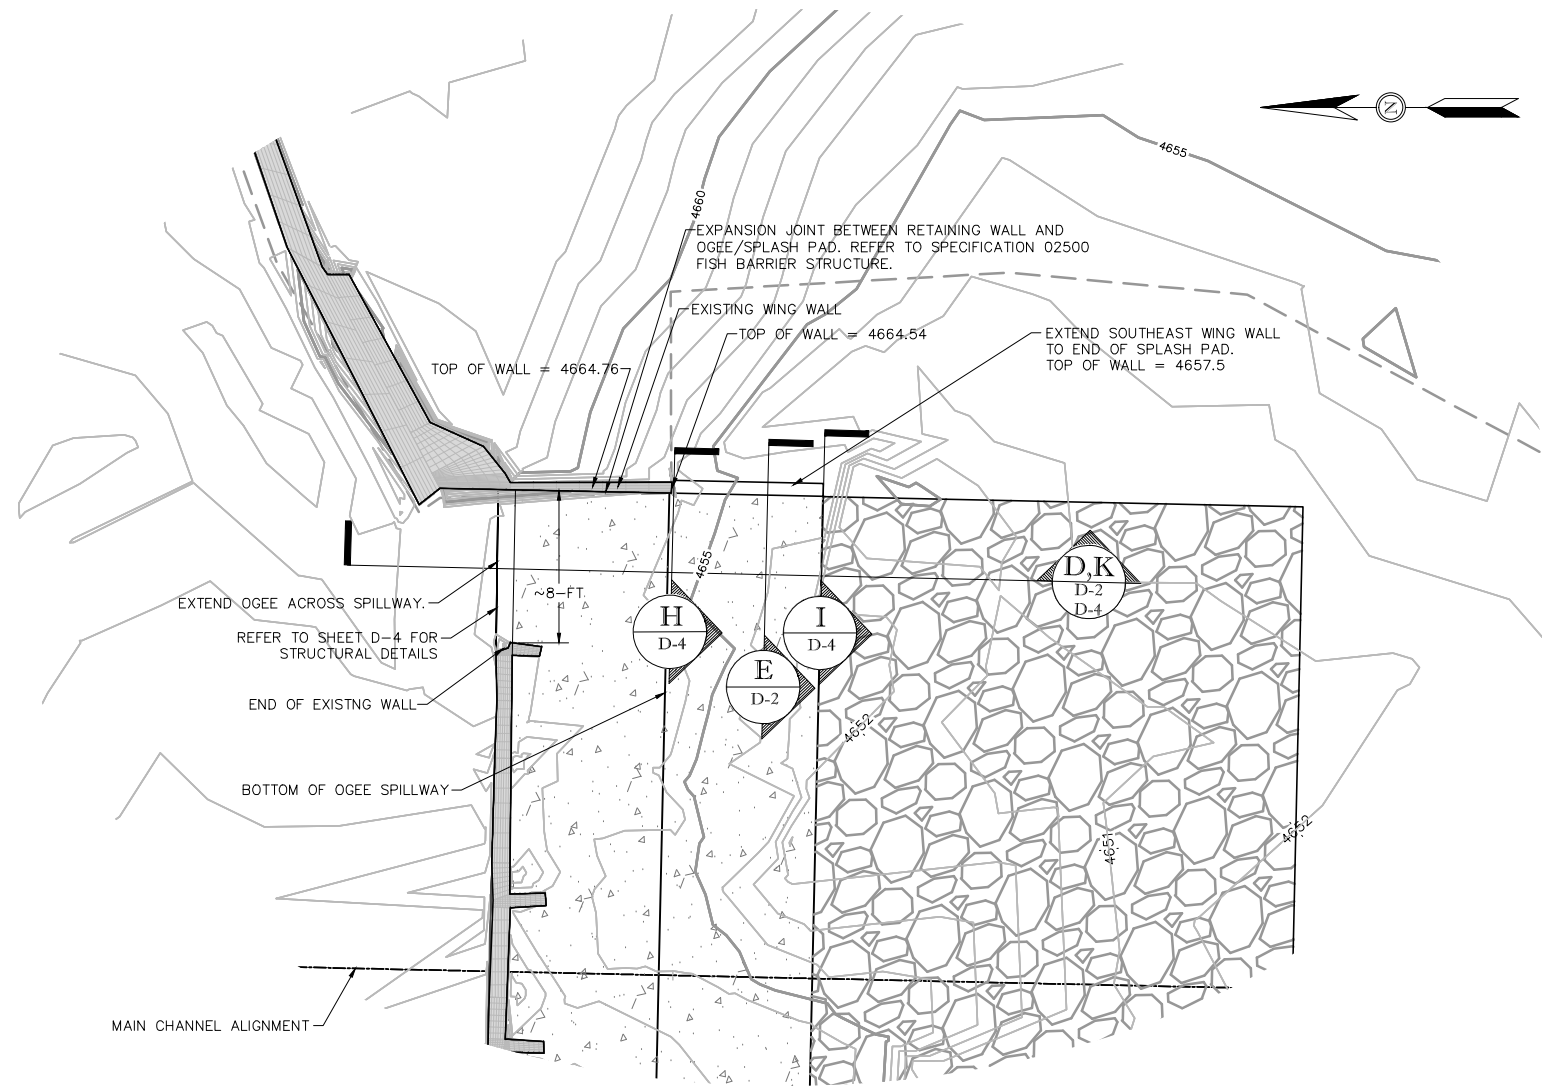 N
4655
4660
EXPANSION JOINT BETWEEN RETAINING WALL AND
OGEE/SPLASH PAD. REFER TO SPECIFICATION 02500
FISH BARRIER STRUCTURE.
EXISTING WING WALL
TOP OF WALL = 4664.54
EXTEND SOUTHEAST WING WALL
TO END OF SPLASH PAD.
TOP OF WALL = 4657.5
TOP OF WALL = 4664.76
4655
D,K
D-2
D-4
~8-FT.
EXTEND OGEE ACROSS SPILLWAY.
REFER TO SHEET D-4 FOR
STRUCTURAL DETAILS
H
D-4
I
D-4
E
D-2
END OF EXISTNG WALL
4652
BOTTOM OF OGEE SPILLWAY
4651
4652
MAIN CHANNEL ALIGNMENT